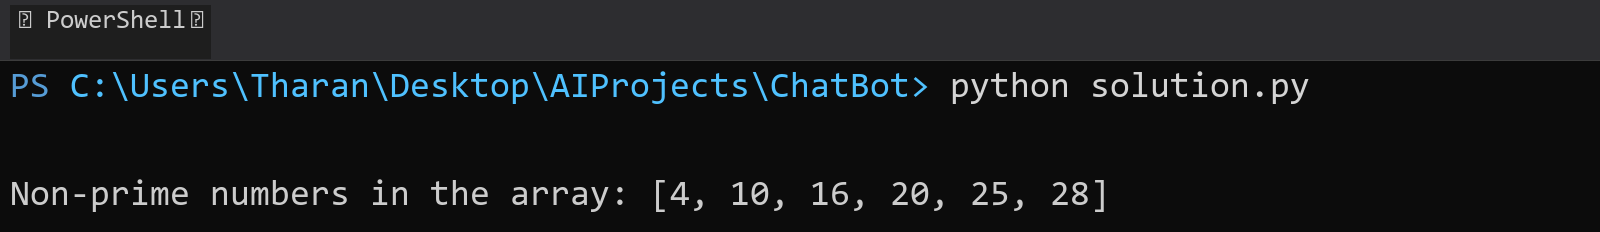 PowerShell
PS C:\Users\Tharan\Desktop\AIProjects\ChatBot> python solution.py
Non-prime numbers in the array: [4, 10, 16, 20, 25, 28]